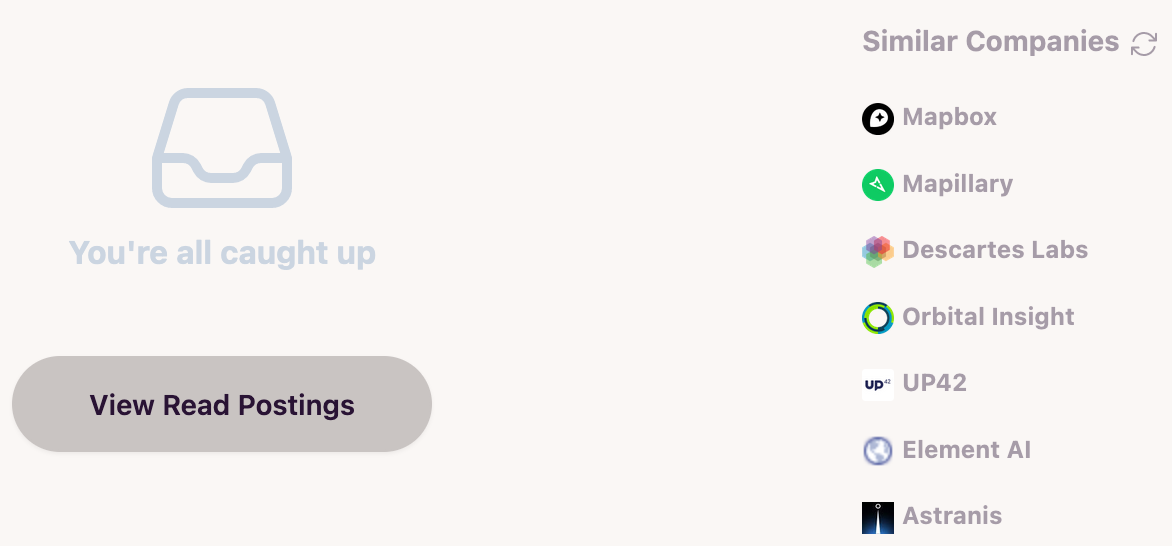 You're all caught up
View Read Postings
Similar Companies
Mapbox
Mapillary
Descartes Labs
Orbital Insight
UP42
UP42
Element AI
Astranis